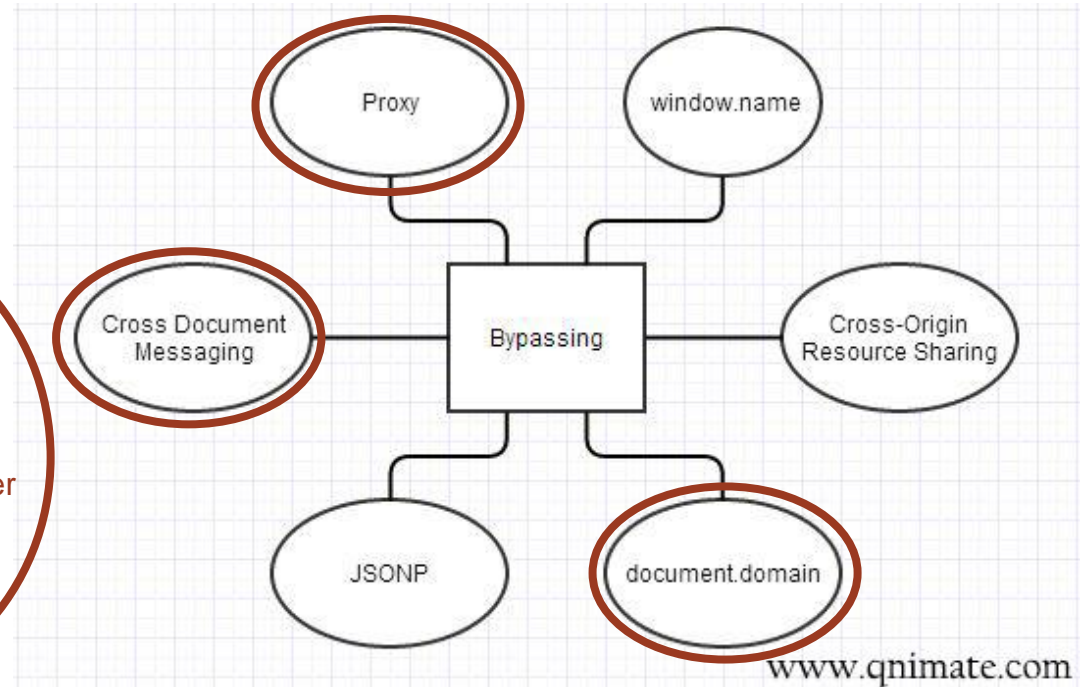 Proxy
window.name
Cross Document
Messaging
Bypassing
Cross-Origin
Resource Sharing
er
JSONP
document.domain
www.qnimate.com